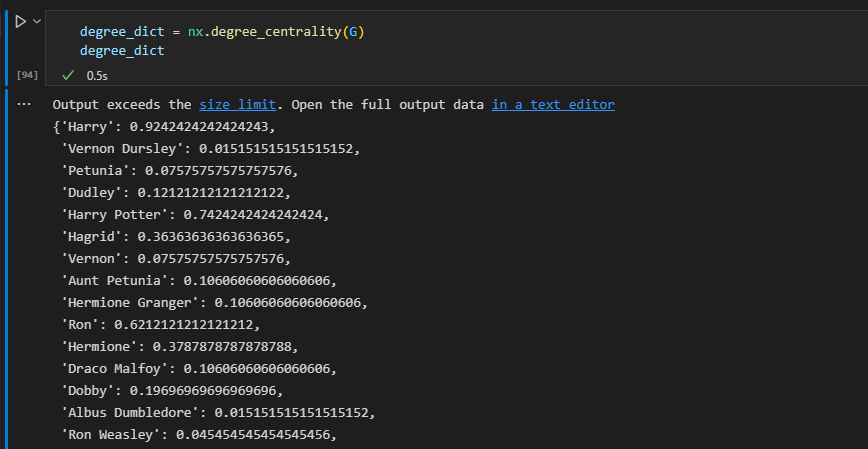 degree_dict = nx.degree_centrality(G)
degree_dict
[94]
0.5s
... Output exceeds the size limit. Open the full output data in a text editor
{'Harry': 0.9242424242424243,
'Vernon Dursley': 0.015151515151515152,
'Petunia': 0.07575757575757576,
'Dudley': 0.12121212121212122,
'Harry Potter': 0.7424242424242424,
'Hagrid': 0.36363636363636365,
'Vernon': 0.07575757575757576,
'Aunt Petunia': 0.10606060606060606,
'Hermione Granger': 0.10606060606060606,
'Ron': 0.6212121212121212,
'Hermione': 0.3787878787878788,
'Draco Malfoy': 0.10606060606060606,
'Dobby': 0.19696969696969696,
'Albus Dumbledore': 0.015151515151515152,
'Ron Weasley': 0.045454545454545456,